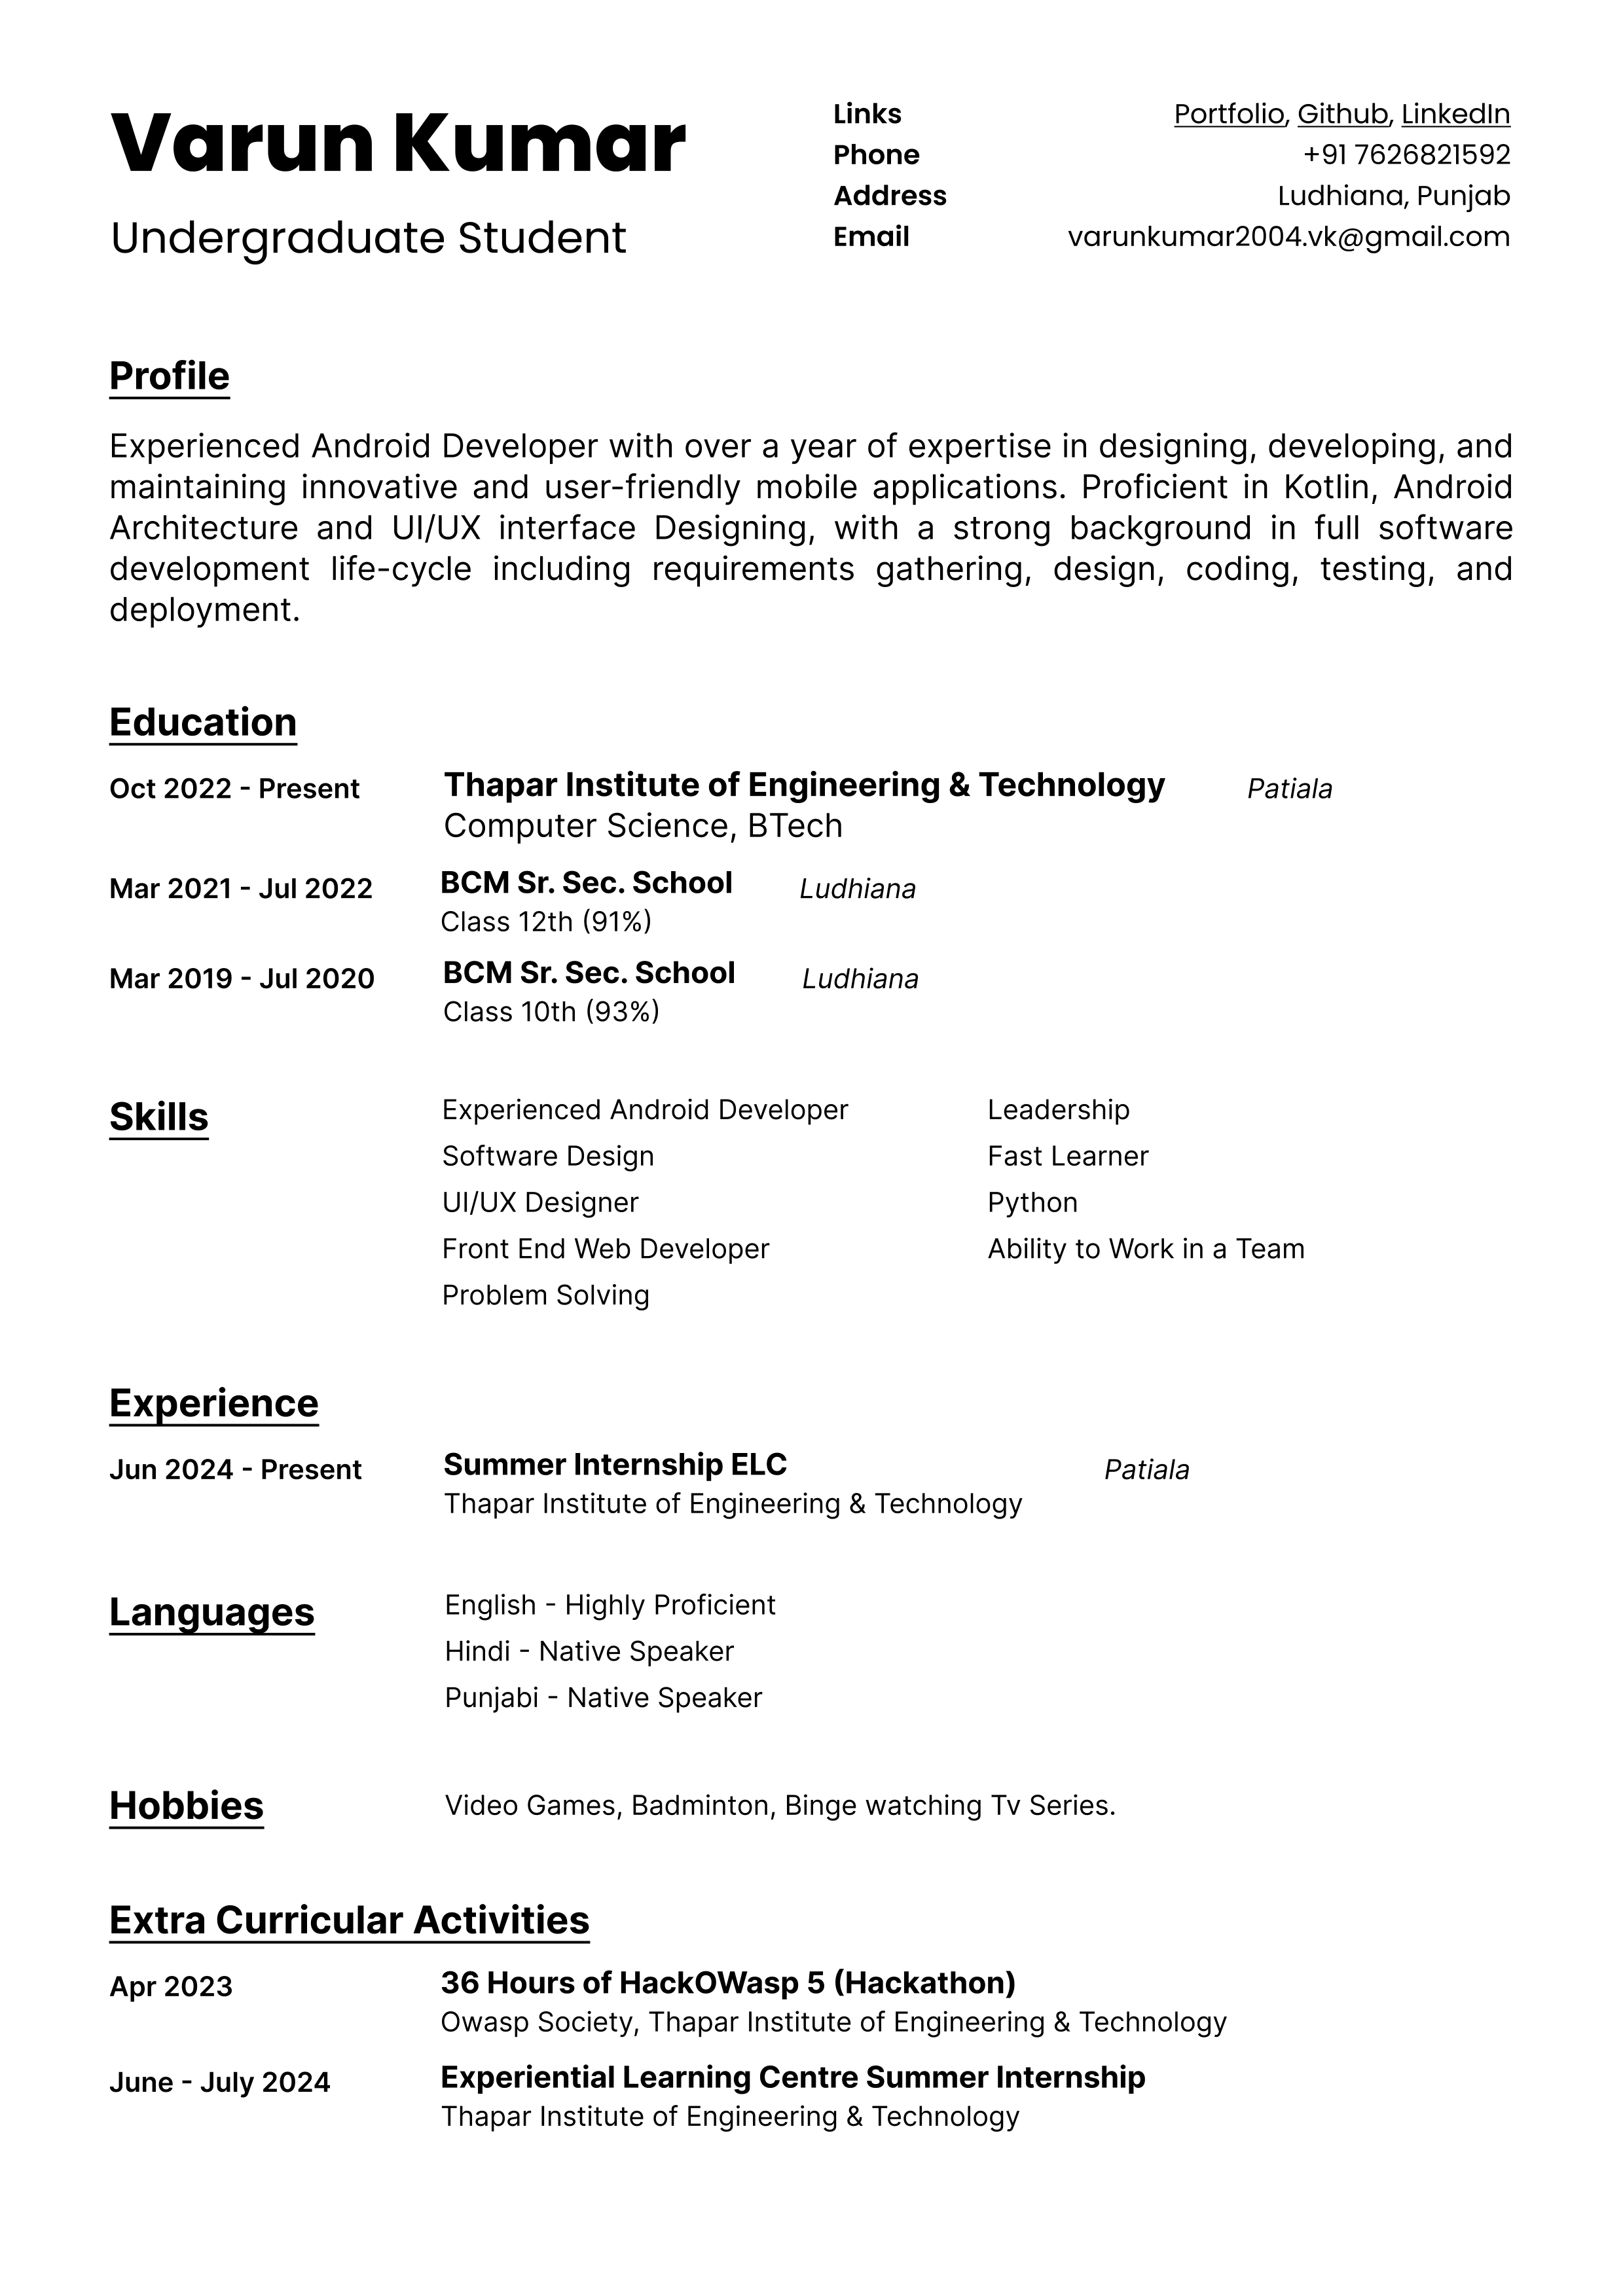 Varun Kumar
Undergraduate Student
Links Portfolio, Github, LinkedIn
Phone +91 7626821592
Address Ludhiana, Punjab
Email varunkumar2004.vk@gmail.com
Profile
Experienced Android Developer with over a year of expertise in designing, developing, and
maintaining innovative and user-friendly mobile applications. Proficient in Kotlin, Android
Architecture and UI/UX interface Designing, with a strong background in full software
development life-cycle including requirements gathering, design, coding, testing, and
deployment.
Education
Oct 2022 - Present Thapar Institute of Engineering & Technology Patiala
Computer Science, BTech
Mar 2021 - Jul 2022 BCM Sr. Sec. School Ludhiana
Class 12th (91%)
Mar 2019 - Jul 2020 BCM Sr. Sec. School Ludhiana
Class 10th (93%)
Skills Experienced Android Developer Leadership
Software Design Fast Learner
UI/UX Designer Python
Front End Web Developer Ability to Work in a Team
Problem Solving
Experience
Jun 2024 - Present Summer Internship ELC Patiala
Thapar Institute of Engineering & Technology
Languages English - Highly Proficient
Hindi - Native Speaker
Punjabi - Native Speaker
Hobbies Video Games, Badminton, Binge watching Tv Series.
Extra Curricular Activities
Apr 2023 36 Hours of HackOWasp 5 (Hackathon)
Owasp Society, Thapar Institute of Engineering & Technology
June - July 2024 Experiential Learning Centre Summer Internship
Thapar Institute of Engineering & Technology